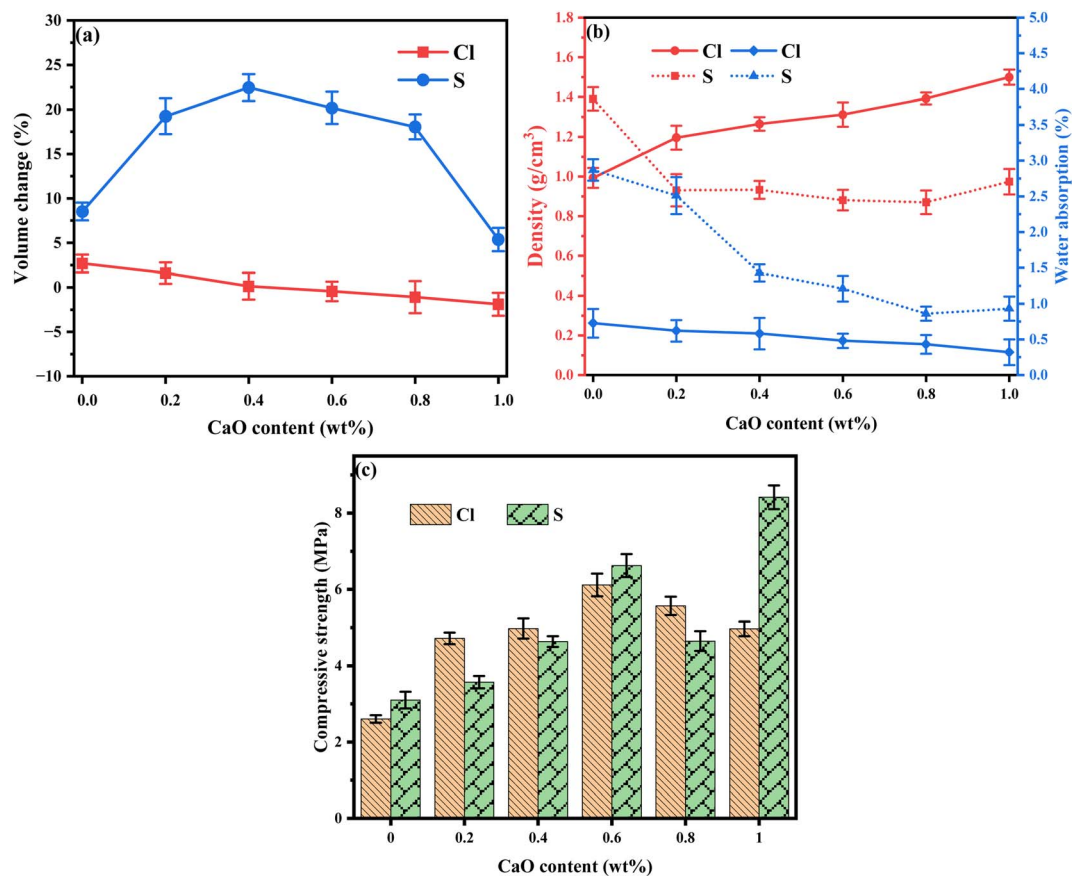 (a)
Cl
S
30
25
20
15
10
5
0
−5
−10
Volume change (%)
0.0 0.2 0.4 0.6 0.8 1.0
CaO content (wt%)
(b)
Cl Cl
S S
1.8
1.6
1.4
1.2
1.0
0.8
0.6
0.4
0.2
0.0
Density (g/cm³)
5.0
4.5
4.0
3.5
3.0
2.5
2.0
1.5
1.0
0.5
0.0
Water absorption (%)
0.0 0.2 0.4 0.6 0.8 1.0
CaO content (wt%)
(c)
Cl S
8
6
4
2
0
Compressive strength (MPa)
0 0.2 0.4 0.6 0.8 1
CaO content (wt%)